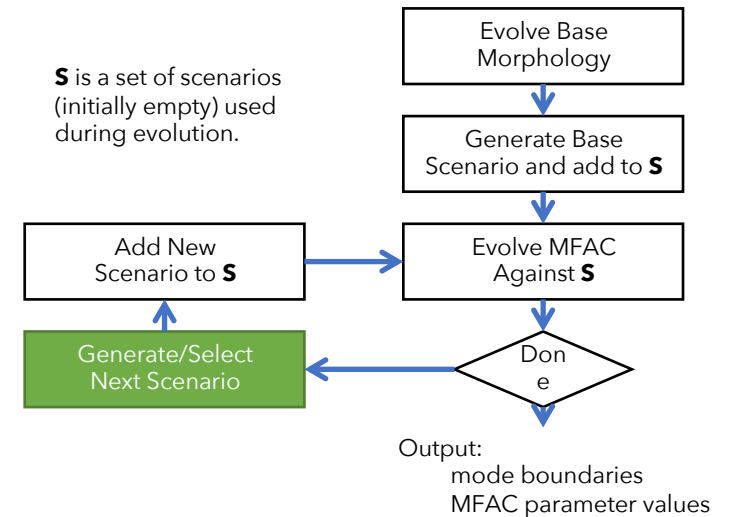 Evolve Base
Morphology
S is a set of scenarios
(initially empty) used
during evolution.
Generate Base
Scenario and add to S
Add New
Scenario to S
Evolve MFAC
Against S
Generate/Select
Next Scenario
Don
e
Output:
mode boundaries
MFAC parameter values